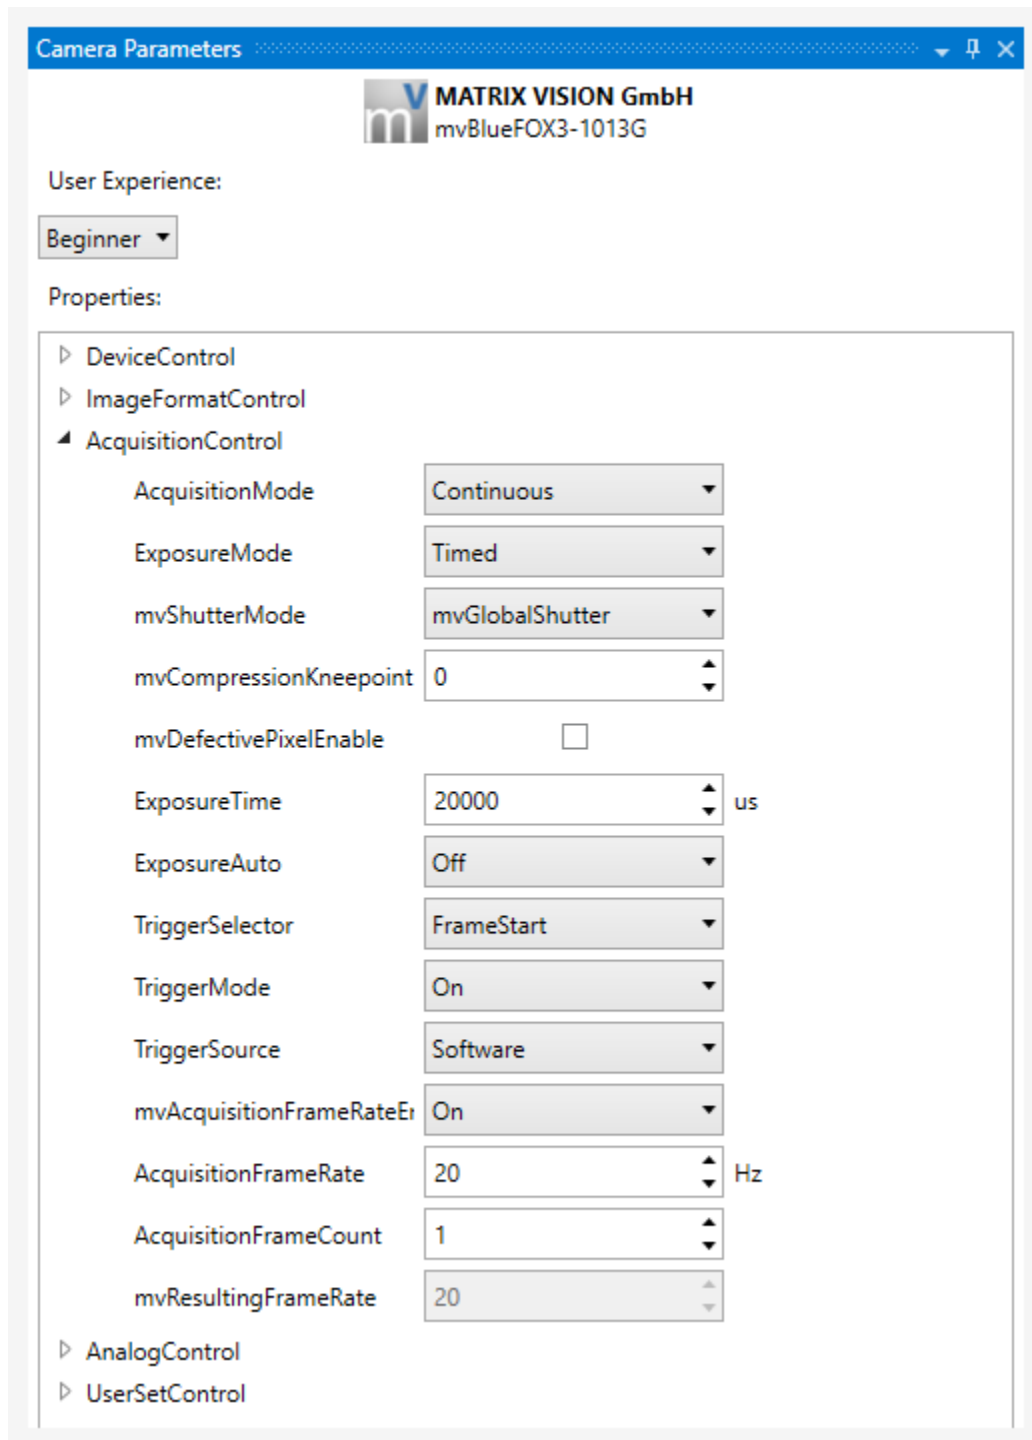 Camera Parameters
mV MATRIX VISION GmbH
mvBlueFOX3-1013G
User Experience:
Beginner
Properties:
DeviceControl
ImageFormatControl
AcquisitionControl
AcquisitionMode Continuous
ExposureMode Timed
mvShutterMode mvGlobalShutter
mvCompressionKneepoint 0
mvDefectivePixelEnable
ExposureTime 20000 us
ExposureAuto Off
TriggerSelector FrameStart
TriggerMode On
TriggerSource Software
mvAcquisitionFrameRateEr On
AcquisitionFrameRate 20 Hz
AcquisitionFrameCount 1
mvResultingFrameRate 20
AnalogControl
UserSetControl